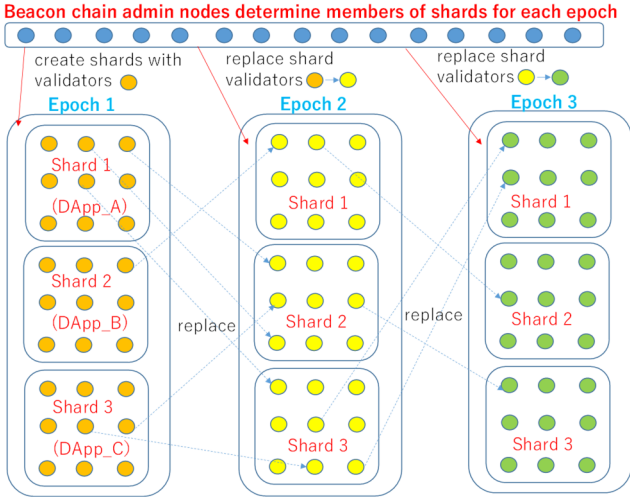 Beacon chain admin nodes determine members of shards for each epoch
create shards with
validators
replace shard
validators
replace shard
validators
Epoch 1
Epoch 2
Epoch 3
Shard 1
(DApp_A)
Shard 2
(DApp_B)
Shard 3
(DApp_C)
replace
Shard 1
Shard 2
Shard 3
replace
Shard 1
Shard 2
Shard 3